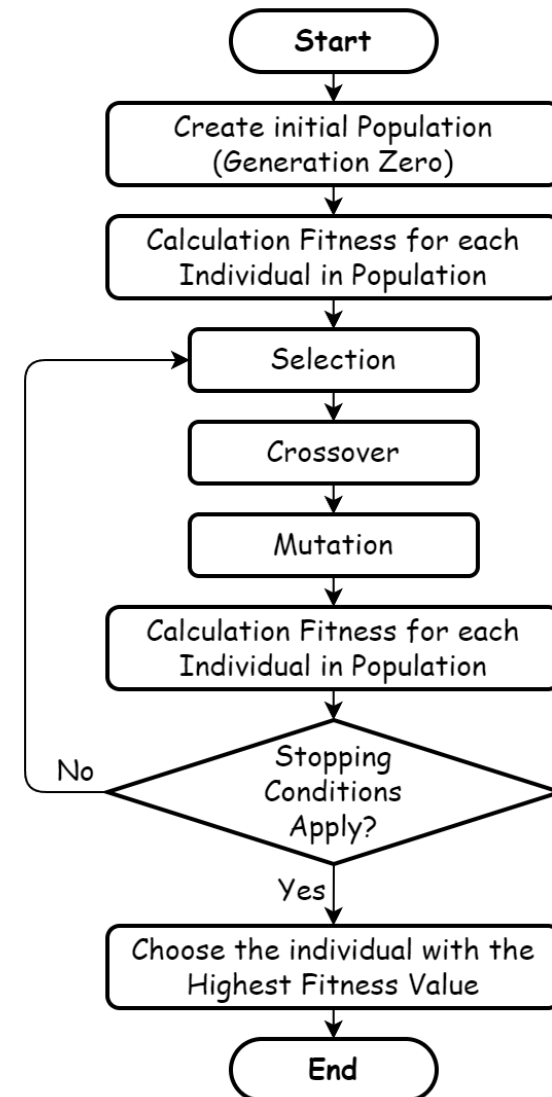 Start
Create initial Population
(Generation Zero)
Calculation Fitness for each
Individual in Population
Selection
Crossover
Mutation
Calculation Fitness for each
Individual in Population
Stopping
Conditions
Apply?
No
Yes
Choose the individual with the
Highest Fitness Value
End